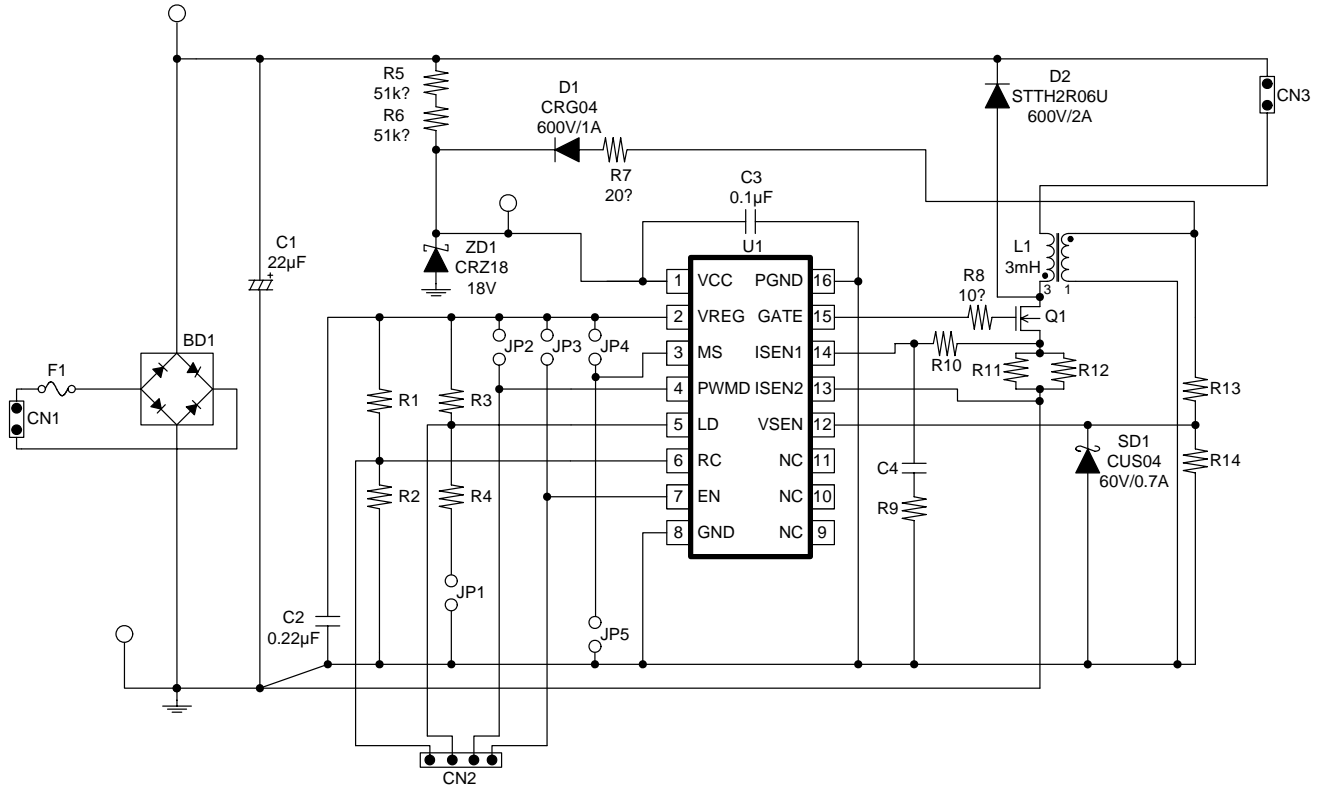 R5
51k?
R6
51k?
D1
CRG04
600V/1A
D2
STTH2R06U
600V/2A
CN3
R7
20?
C3
0.1µF
U1
C1
22µF
+
ZD1
CRZ18
18V
L1
3mH
3 1
R8
10?
Q1
1 VCC PGND 16
2 VREG GATE 15
3 MS ISEN1 14
4 PWMD ISEN2 13
5 LD VSEN 12
6 RC NC 11
7 EN NC 10
8 GND NC 9
BD1
F1
CN1
JP2
JP3
JP4
R10
R11
R12
R13
R1
R3
SD1
CUS04
60V/0.7A
R14
R2
R4
C4
R9
JP1
C2
0.22µF
JP5
CN2